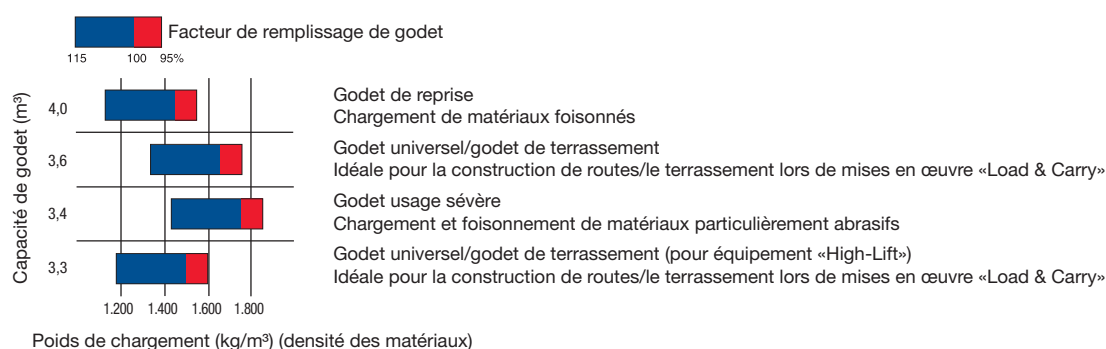 Facteur de remplissage de godet
115 100 95%
Capacité de godet (m³)
4,0
Godet de reprise
Chargement de matériaux foisonnés
3,6
Godet universel/godet de terrassement
Idéale pour la construction de routes/le terrassement lors de mises en œuvre «Load & Carry»
3,4
Godet usage sévère
Chargement et foisonnement de matériaux particulièrement abrasifs
3,3
Godet universel/godet de terrassement (pour équipement «High-Lift»)
Idéale pour la construction de routes/le terrassement lors de mises en œuvre «Load & Carry»
1.200 1.400 1.600 1.800
Poids de chargement (kg/m³) (densité des matériaux)